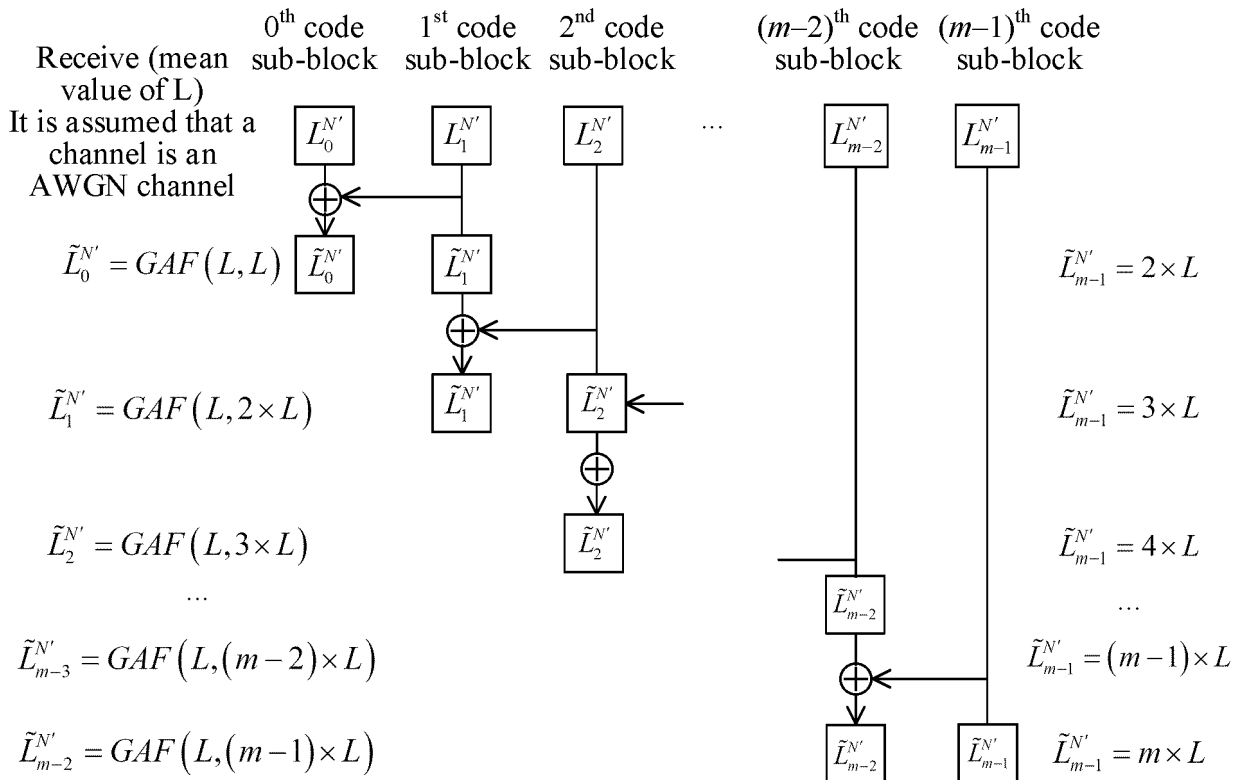 0th code sub-block
1st code sub-block
2nd code sub-block
(m–2)th code sub-block
(m–1)th code sub-block
Receive (mean
value of L)
It is assumed that a
channel is an
AWGN channel
L_0^{N'} L_1^{N'} L_2^{N'} ... L_{m-2}^{N'} L_{m-1}^{N'}
L̃_0^{N'} = GAF(L, L) L̃_0^{N'} L̃_1^{N'} L̃_{m-1}^{N'} = 2 × L
L̃_1^{N'} = GAF(L, 2 × L) L̃_1^{N'} L̃_2^{N'} L̃_{m-1}^{N'} = 3 × L
L̃_2^{N'} = GAF(L, 3 × L) L̃_2^{N'} L̃_{m-1}^{N'} = 4 × L
... L̃_{m-2}^{N'} ...
L̃_{m-3}^{N'} = GAF(L, (m − 2) × L) L̃_{m-1}^{N'} = (m − 1) × L
L̃_{m-2}^{N'} = GAF(L, (m − 1) × L) L̃_{m-2}^{N'} L̃_{m-1}^{N'} L̃_{m-1}^{N'} = m × L